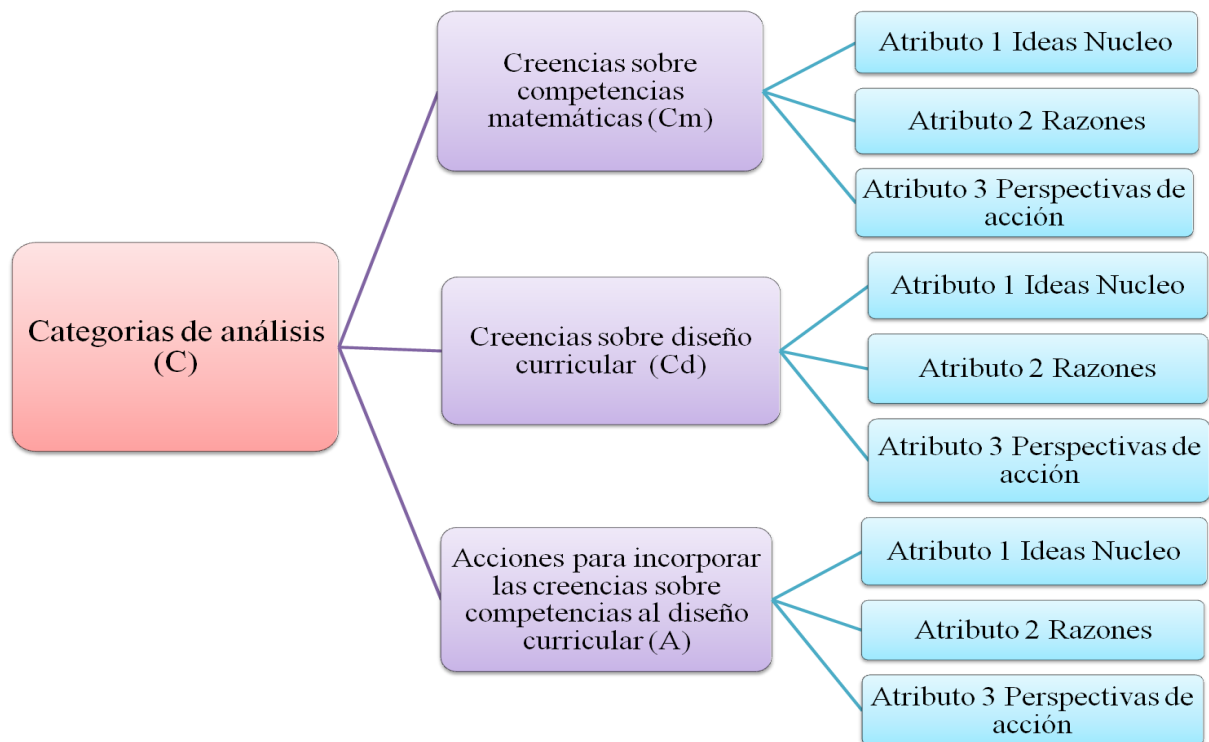 Categorias de análisis
(C)
Creencias sobre
competencias
matemáticas (Cm)
Atributo 1 Ideas Nucleo
Atributo 2 Razones
Atributo 3 Perspectivas de
acción
Creencias sobre diseño
curricular (Cd)
Atributo 1 Ideas Nucleo
Atributo 2 Razones
Atributo 3 Perspectivas de
acción
Acciones para incorporar
las creencias sobre
competencias al diseño
curricular (A)
Atributo 1 Ideas Nucleo
Atributo 2 Razones
Atributo 3 Perspectivas de
acción